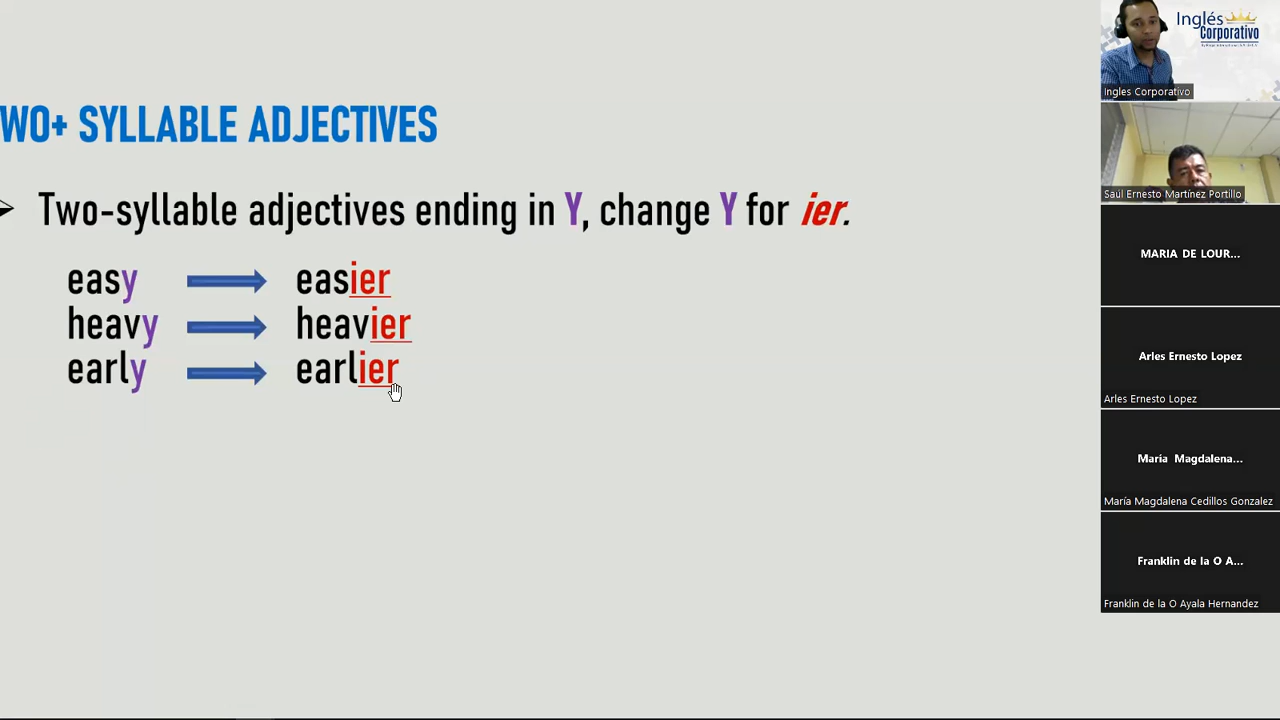 WO+ SYLLABLE ADJECTIVES
Two-syllable adjectives ending in Y, change Y for ier.
easy easier
heavy heavier
early earlier
Inglés
Corporativo
Ingles Corporativo
Saúl Ernesto Martínez Portillo
MARIA DE LOUR...
Arles Ernesto Lopez
Arles Ernesto Lopez
Maria Magdalena...
María Magdalena Cedillos Gonzalez
Franklin de la O A...
Franklin de la O Ayala Hernandez